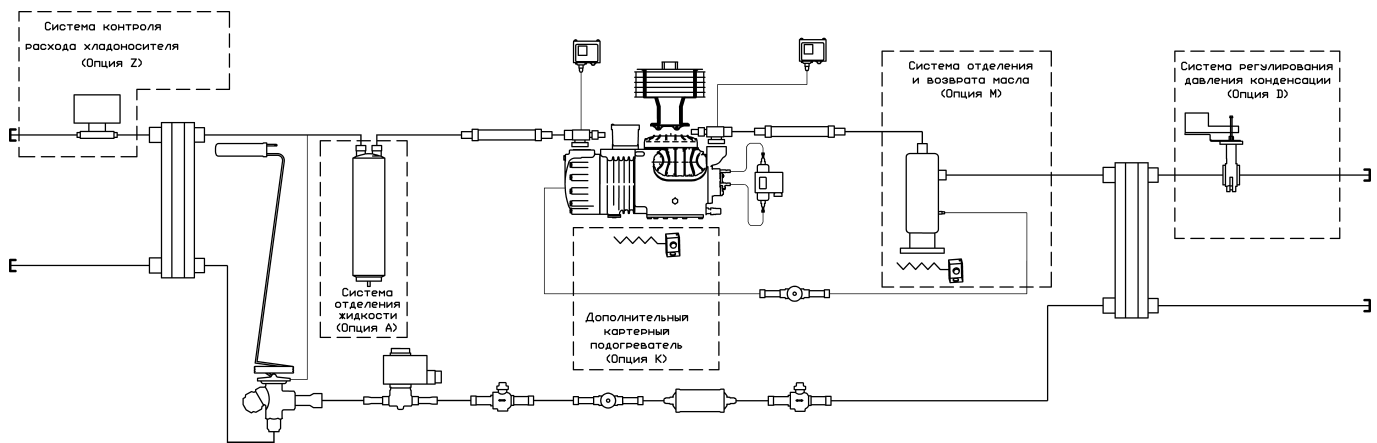 Система контроля
расхода хладоносителя
(Опция Z)
Система отделения
и возврата масла
(Опция М)
Система регулирования
давления конденсации
(Опция D)
Система
отделения
жидкости
(Опция А)
Дополнительный
картерный
подогреватель
(Опция К)